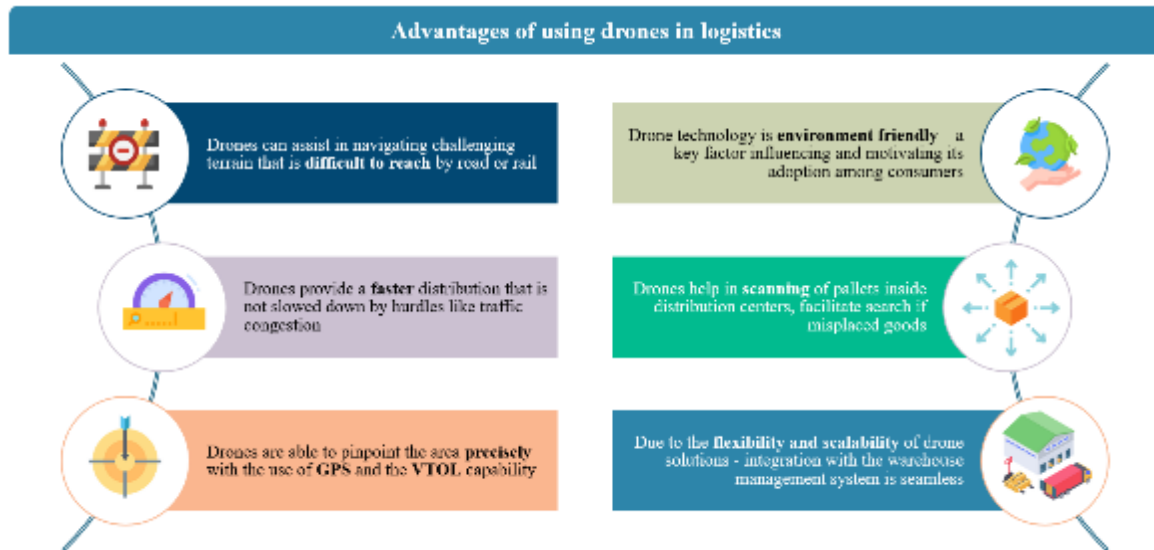 Advantages of using drones in logistics
Drones can assist in navigating challenging
terrain that is difficult to reach by road or rail
Drones provide a faster distribution that is
not slowed down by hurdles like traffic
congestion
Drones are able to pinpoint the area precisely
with the use of GPS and the VTOL capability
Drone technology is environment friendly a
key factor influencing and motivating its
adoption among consumers
Drones help in scanning of pallets inside
distribution centers, facilitate search if
misplaced goods
Due to the flexibility and scalability of drone
solutions - integration with the warehouse
management system is seamless